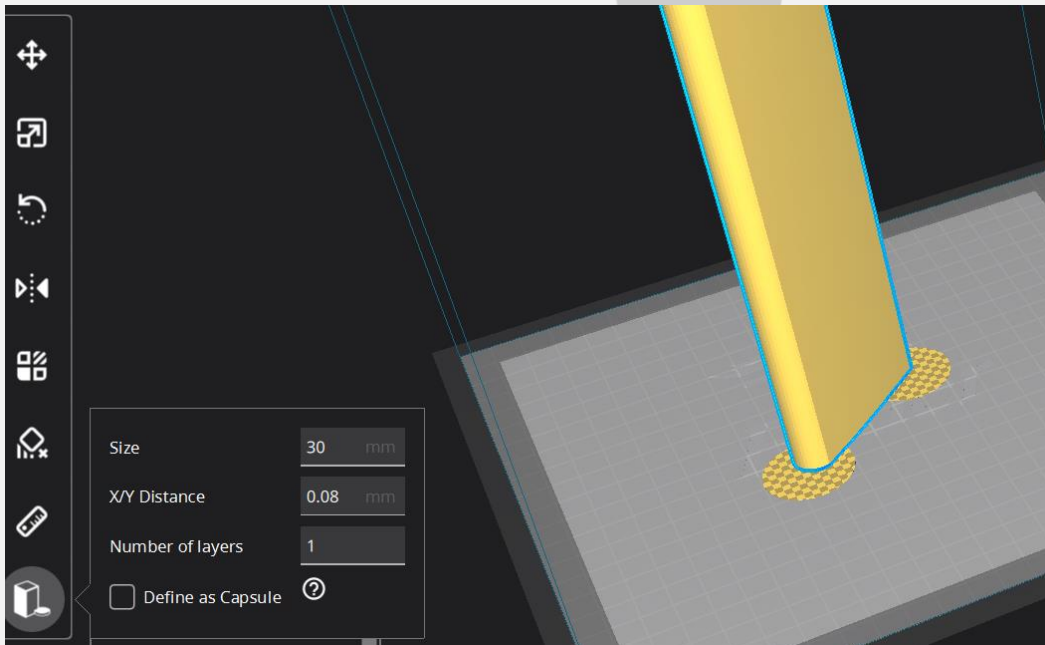 Size 30 mm
X/Y Distance 0.08 mm
Number of layers 1
Define as Capsule ?